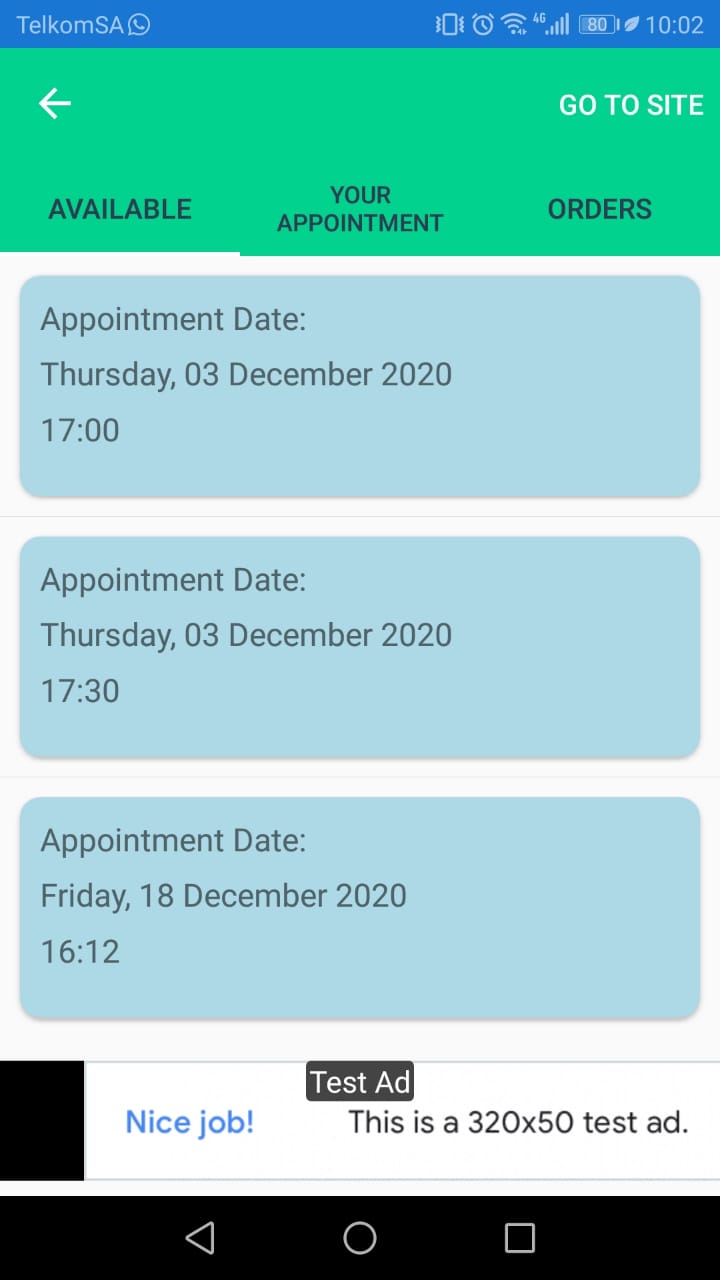 TelkomSA
4G
80
10:02
GO TO SITE
AVAILABLE
YOUR
APPOINTMENT
ORDERS
Appointment Date:
Thursday, 03 December 2020
17:00
Appointment Date:
Thursday, 03 December 2020
17:30
Appointment Date:
Friday, 18 December 2020
16:12
Test Ad
Nice job!
This is a 320x50 test ad.